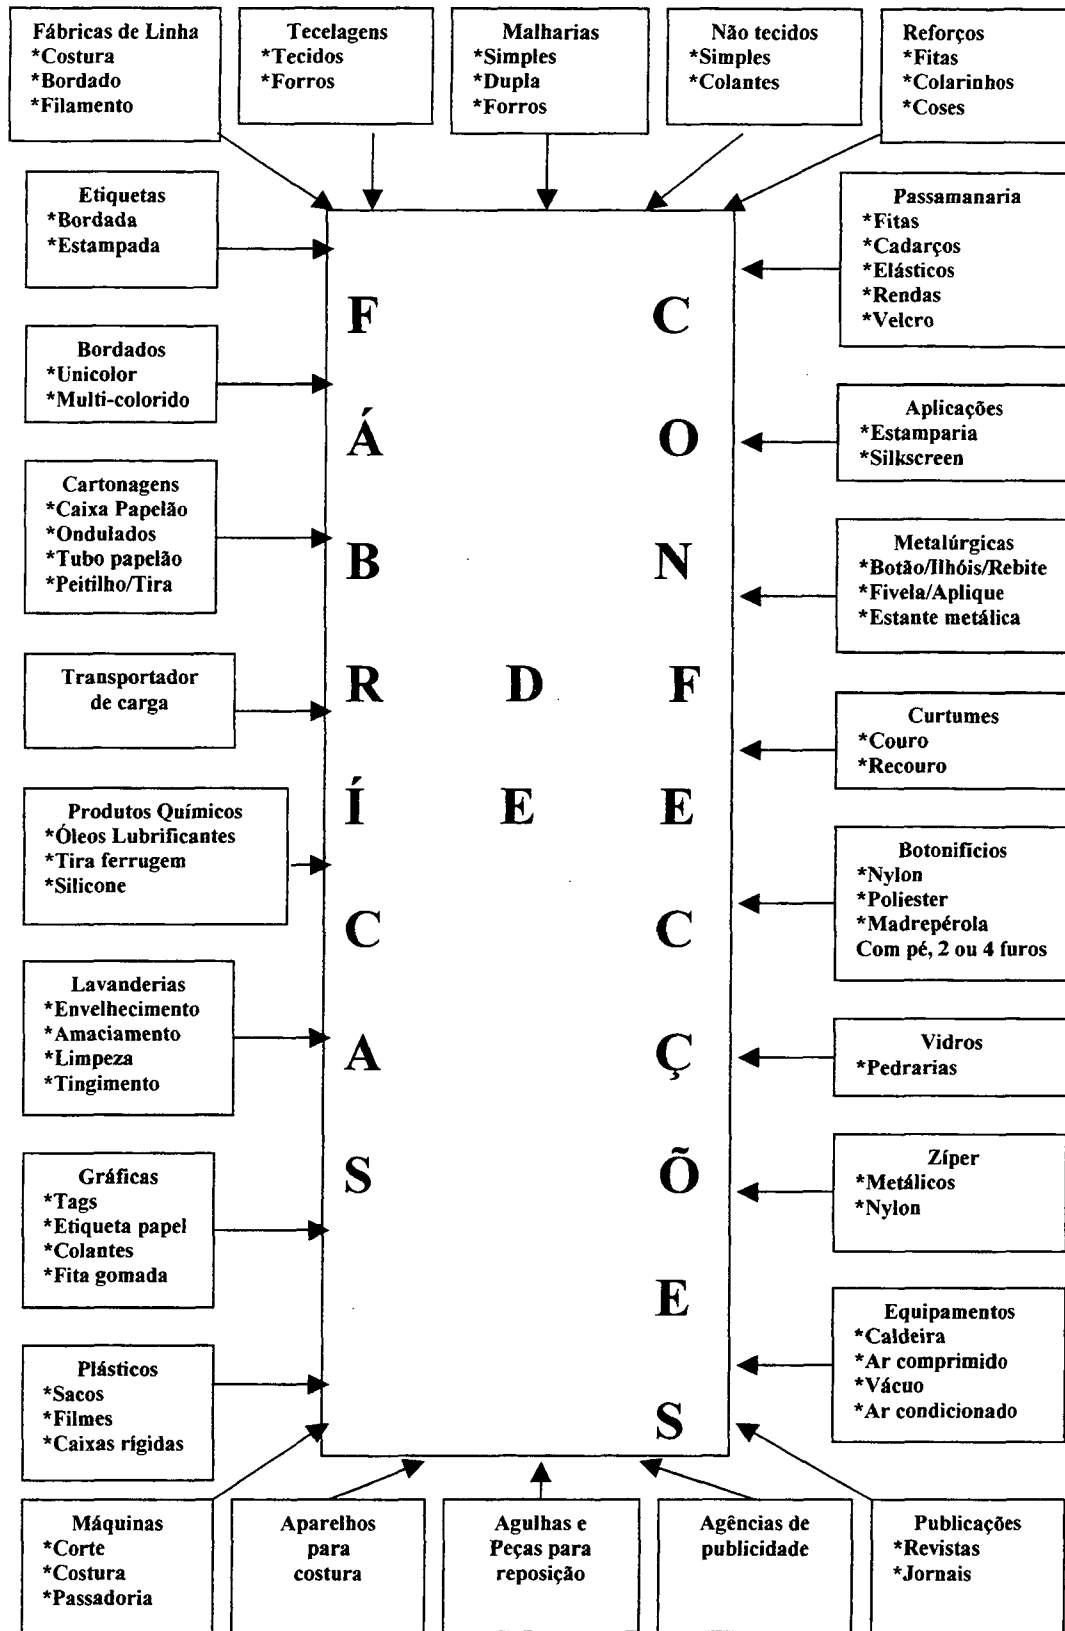 Fábricas de Linha
*Costura
*Bordado
*Filamento
Tecelagens
*Tecidos
*Forros
Malharias
*Simples
*Dupla
*Forros
Não tecidos
*Simples
*Colantes
Reforços
*Fitas
*Colarinhos
*Coses
Etiquetas
*Bordada
*Estampada
Bordados
*Unicolor
*Multi-colorido
Cartonagens
*Caixa Papelão
*Ondulados
*Tubo papelão
*Peitilho/Tira
Transportador
de carga
Produtos Químicos
*Óleos Lubrificantes
*Tira ferrugem
*Silicone
Lavanderias
*Envelhecimento
*Amaciamento
*Limpeza
*Tingimento
Gráficas
*Tags
*Etiqueta papel
*Colantes
*Fita gomada
Plásticos
*Sacos
*Filmes
*Caixas rígidas
F
Á
B
R
Í
C
A
S
D
E
C
O
N
F
E
C
Ç
Õ
E
S
Passamanaria
*Fitas
*Cadarços
*Elásticos
*Rendas
*Velcro
Aplicações
*Estamparia
*Silkscreen
Metalúrgicas
*Botão/Ilhóis/Rebite
*Fivela/Aplique
*Estante metálica
Curtumes
*Couro
*Recouro
Botonifícios
*Nylon
*Poliester
*Madrepérola
Com pé, 2 ou 4 furos
Vidros
*Pedrarias
Zíper
*Metálicos
*Nylon
Equipamentos
*Caldeira
*Ar comprimido
*Vácuo
*Ar condicionado
Máquinas
*Corte
*Costura
*Passadoria
Aparelhos
para
costura
Agulhas e
Peças para
reposição
Agências de
publicidade
Publicações
*Revistas
*Jornais